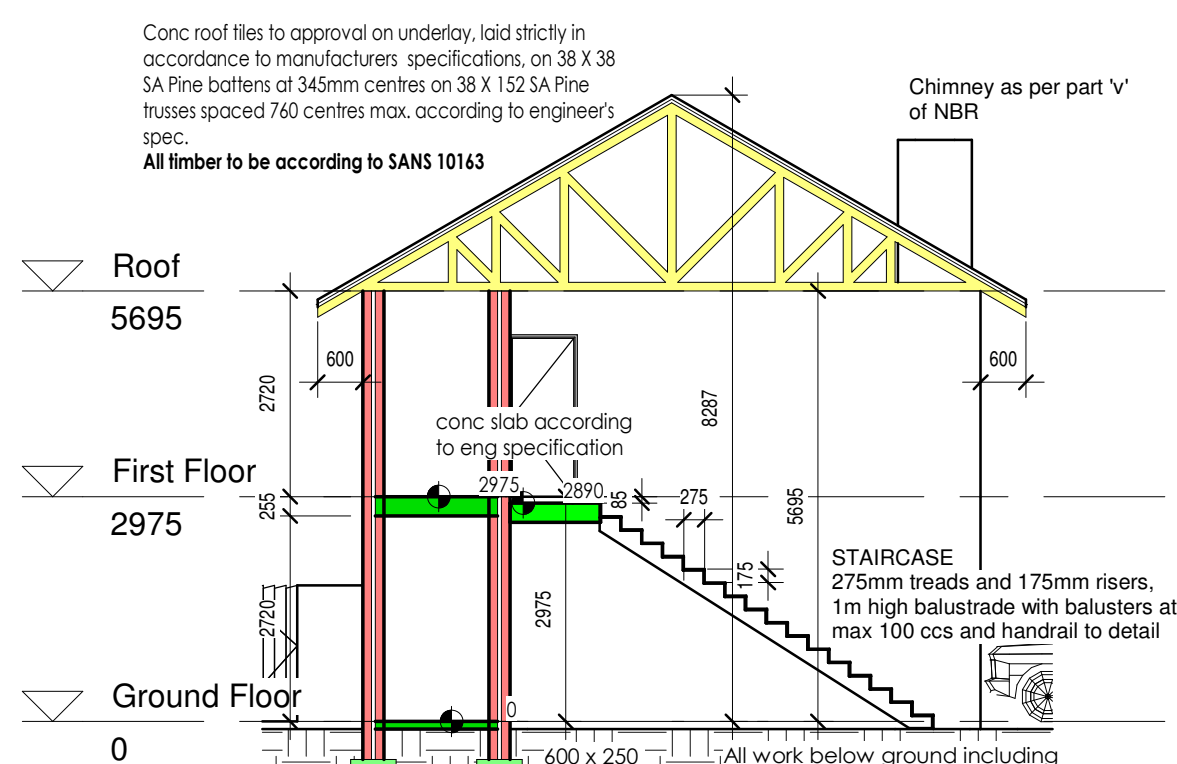 Conc roof tiles to approval on underlay, laid strictly in
accordance to manufacturers specifications, on 38 X 38
SA Pine battens at 345mm centres on 38 X 152 SA Pine
trusses spaced 760 centres max. according to engineer's
spec.
All timber to be according to SANS 10163
Chimney as per part 'v'
of NBR
Roof
5695
600
600
2720
8287
conc slab according
to eng specification
First Floor
2975
255
2975
2890
85
275
5695
175
STAIRCASE
275mm treads and 175mm risers,
1m high balustrade with balusters at
max 100 ccs and handrail to detail
2720
2975
Ground Floor
0
0
600 x 250
All work below ground including